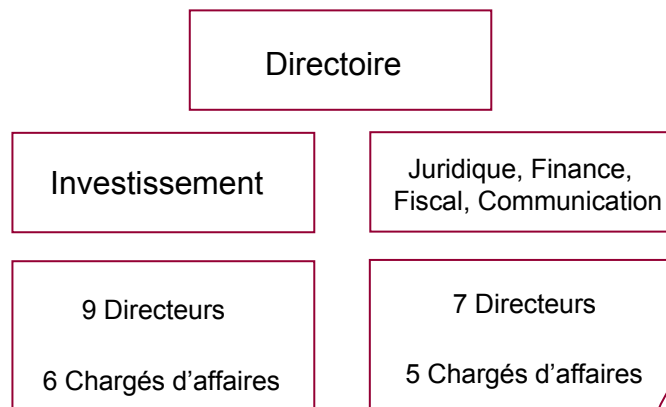 Directoire
Investissement
Juridique, Finance,
Fiscal, Communication
9 Directeurs
6 Chargés d’affaires
7 Directeurs
5 Chargés d’affaires